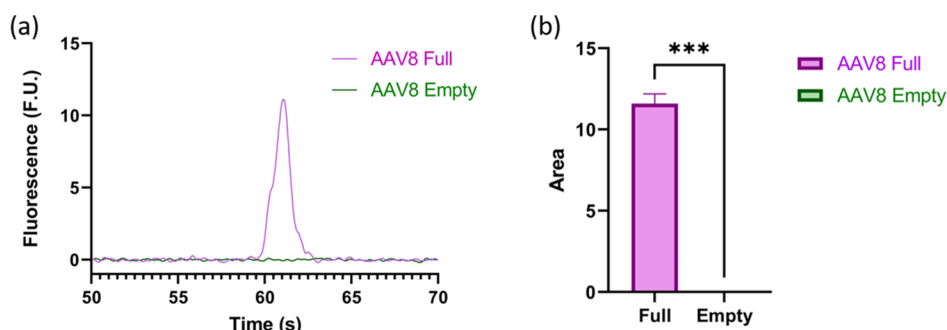 (a)
15
10
5
0
Fluorescence (F.U.)
50 55 60 65 70
Time (s)
AAV8 Full
AAV8 Empty
(b)
15
10
5
0
Area
***
Full Empty
AAV8 Full
AAV8 Empty